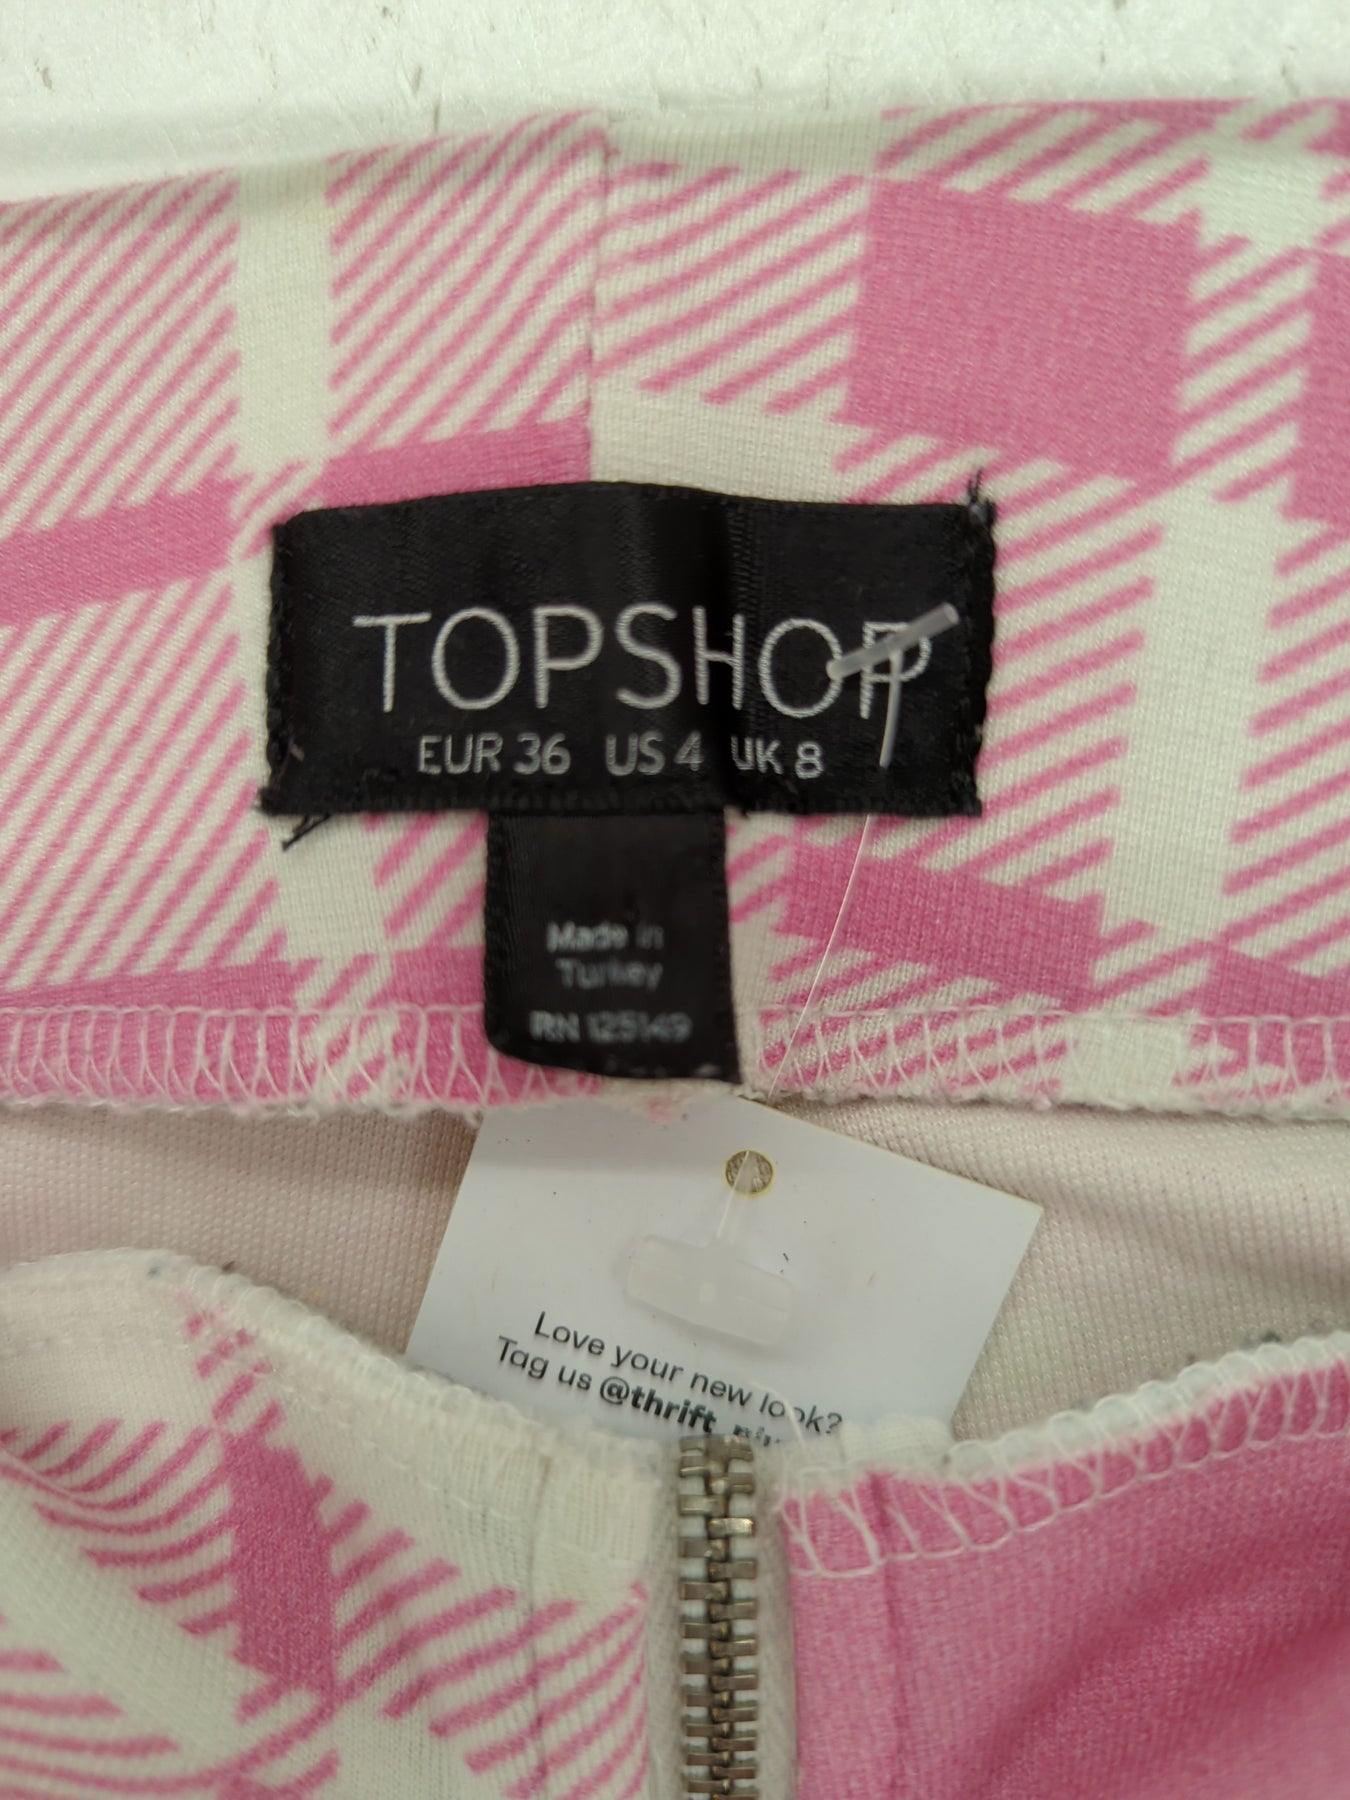 TOPSHOP
EUR 36 US 4 UK 8
Made in
Turkey
RN 125149
Love your new look?
Tag us @thrift